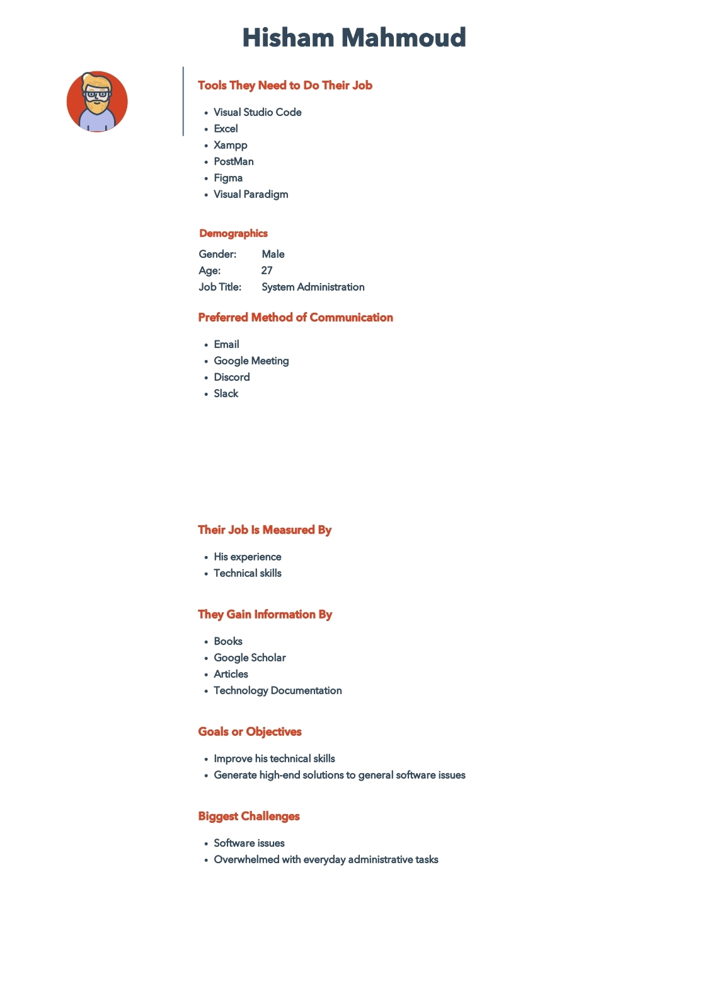 Hisham Mahmoud
Tools They Need to Do Their Job
• Visual Studio Code
• Excel
• Xampp
• PostMan
• Figma
• Visual Paradigm
Demographics
Gender: Male
Age: 27
Job Title: System Administration
Preferred Method of Communication
• Email
• Google Meeting
• Discord
• Slack
Their Job Is Measured By
• His experience
• Technical skills
They Gain Information By
• Books
• Google Scholar
• Articles
• Technology Documentation
Goals or Objectives
• Improve his technical skills
• Generate high-end solutions to general software issues
Biggest Challenges
• Software issues
• Overwhelmed with everyday administrative tasks